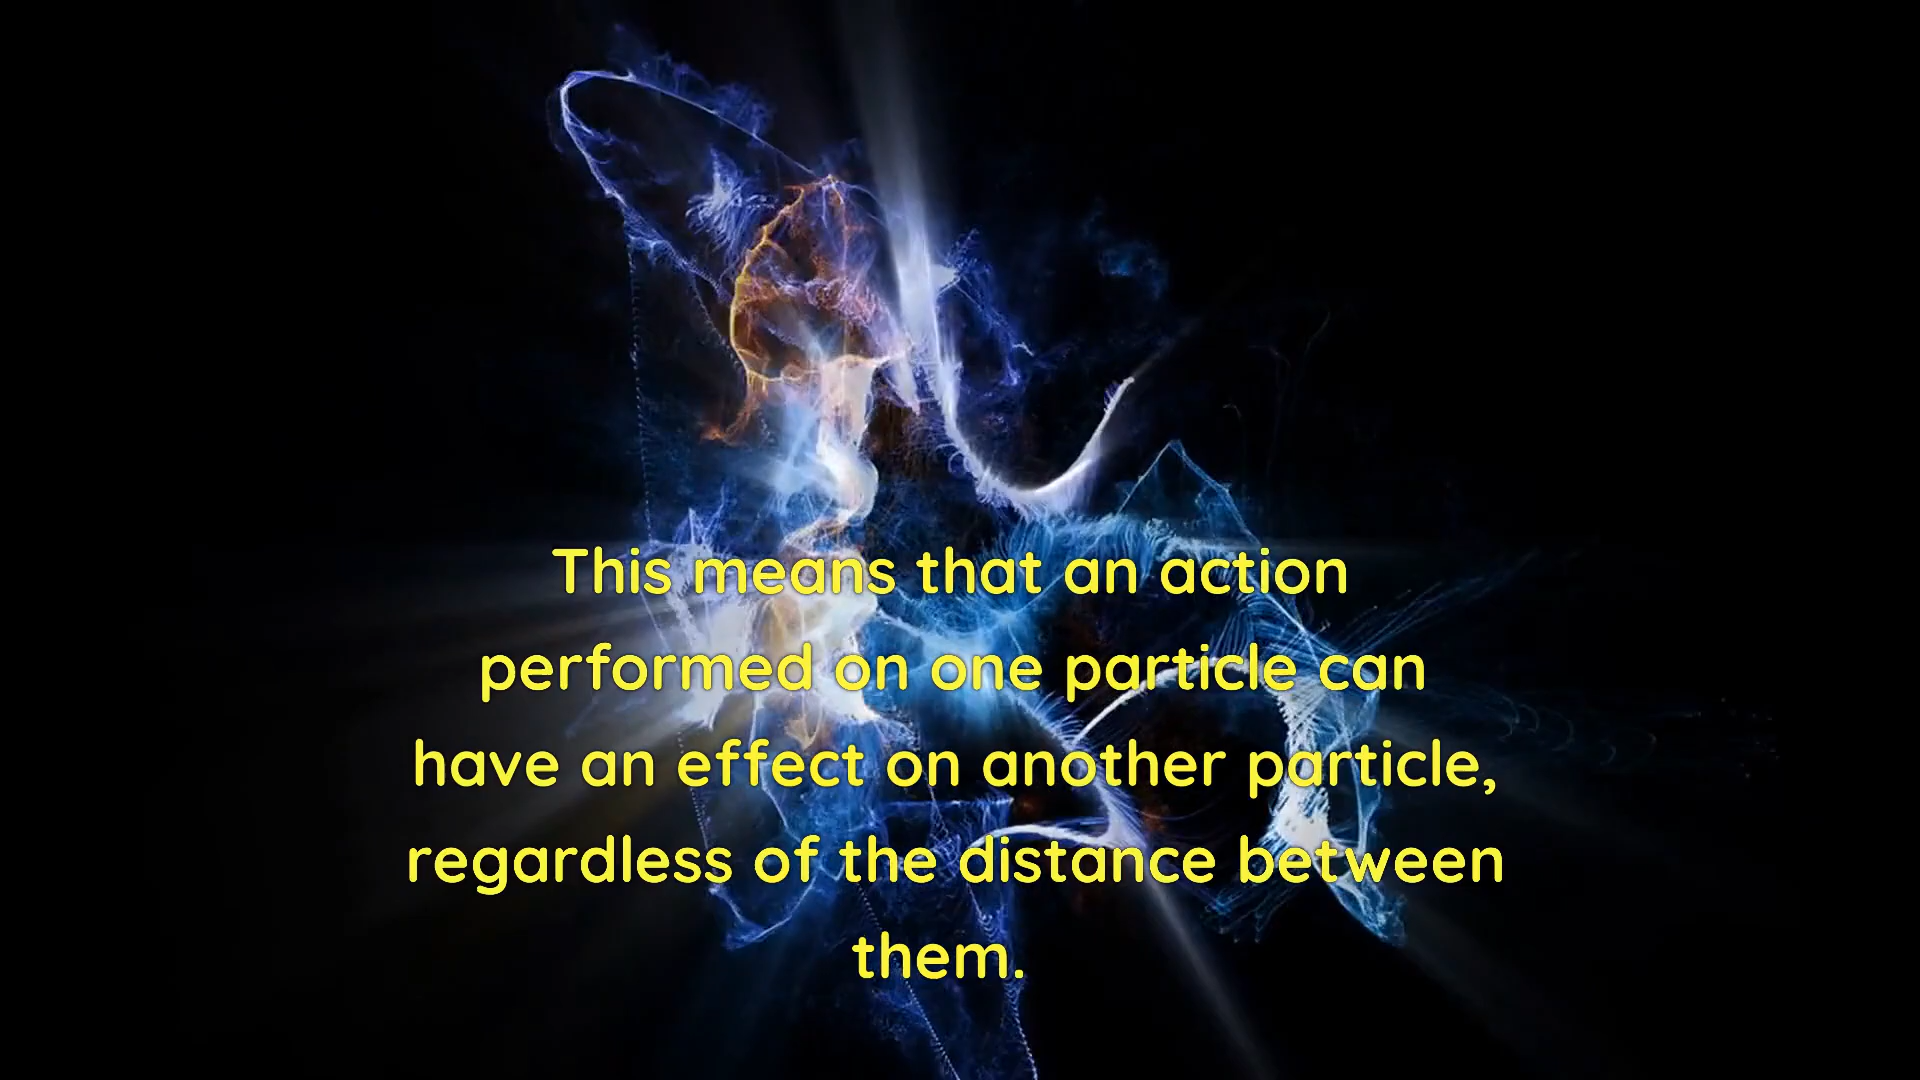 This means that an action
performed on one particle can
have an effect on another particle,
regardless of the distance between
them.